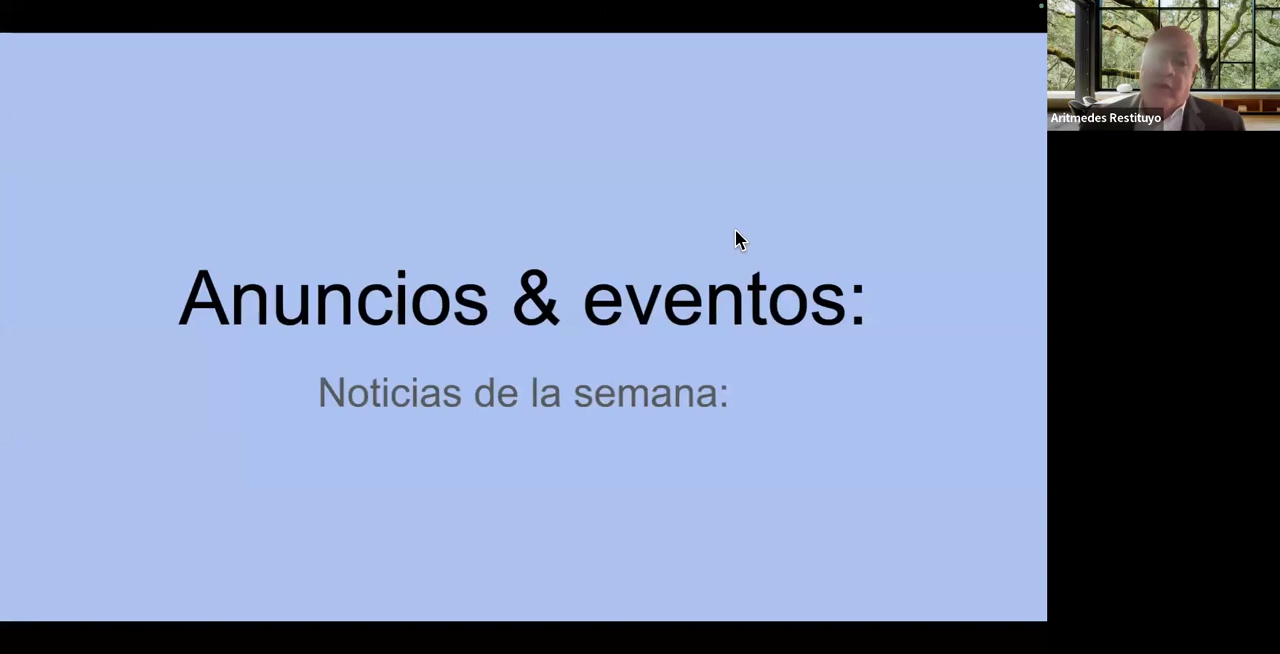 Anuncios & eventos:
Noticias de la semana:
Aritmedes Restituyo